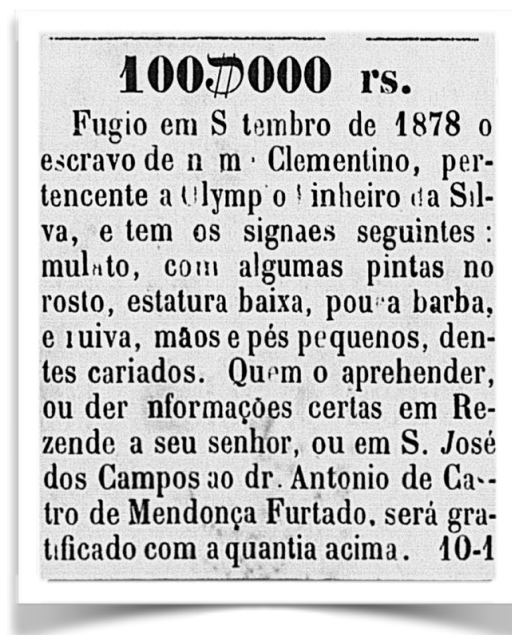 100$000 rs.
Fugio em S tembro de 1878 o
escravo de n m Clementino, per-
tencente a Olymp o inheiro da Sil-
va, e tem os signaes seguintes :
mulato, com algumas pintas no
rosto, estatura baixa, pouca barba,
e ruiva, mãos e pés pequenos, den-
tes cariados. Quem o aprehender,
ou der nformações certas em Re-
zende a seu senhor, ou em S. José
dos Campos ao dr. Antonio de Cas-
tro de Mendonça Furtado, será gra-
tificado com a quantia acima. 10-1